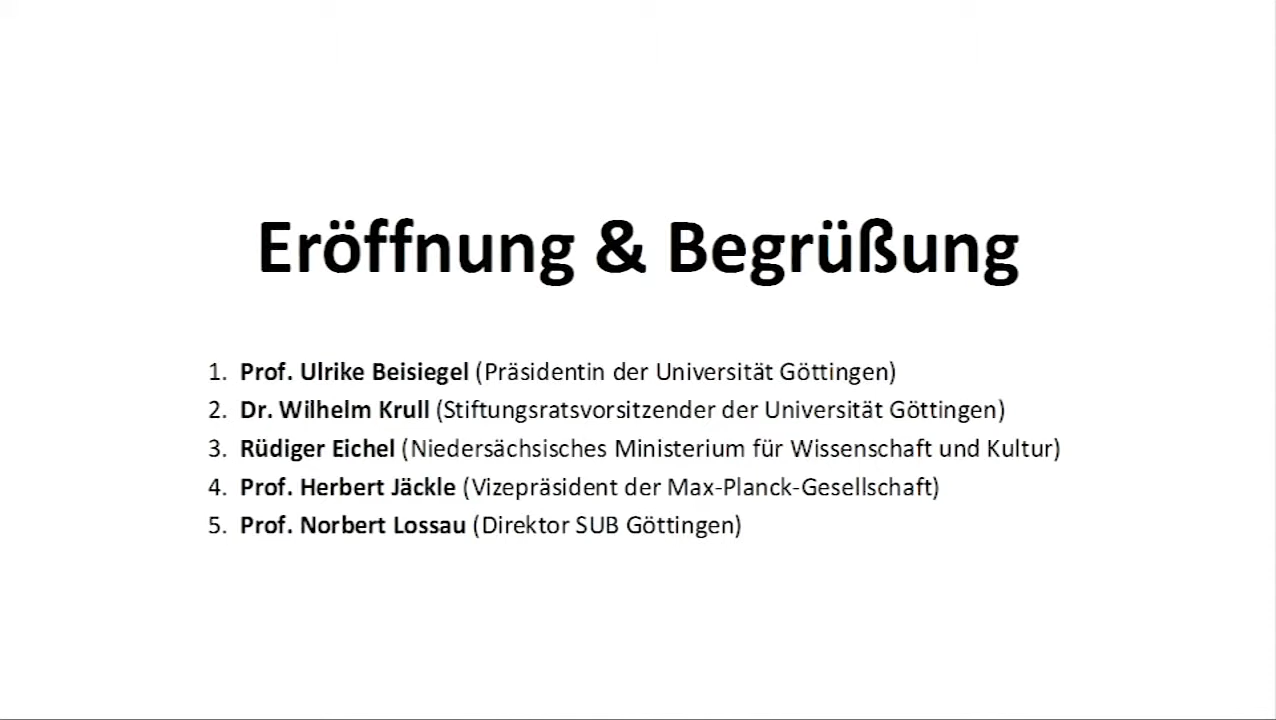 Eröffnung & Begrüßung
1. Prof. Ulrike Beisiegel (Präsidentin der Universität Göttingen)
2. Dr. Wilhelm Krull (Stiftungsratsvorsitzender der Universität Göttingen)
3. Rüdiger Eichel (Niedersächsisches Ministerium für Wissenschaft und Kultur)
4. Prof. Herbert Jäckle (Vizepräsident der Max-Planck-Gesellschaft)
5. Prof. Norbert Lossau (Direktor SUB Göttingen)